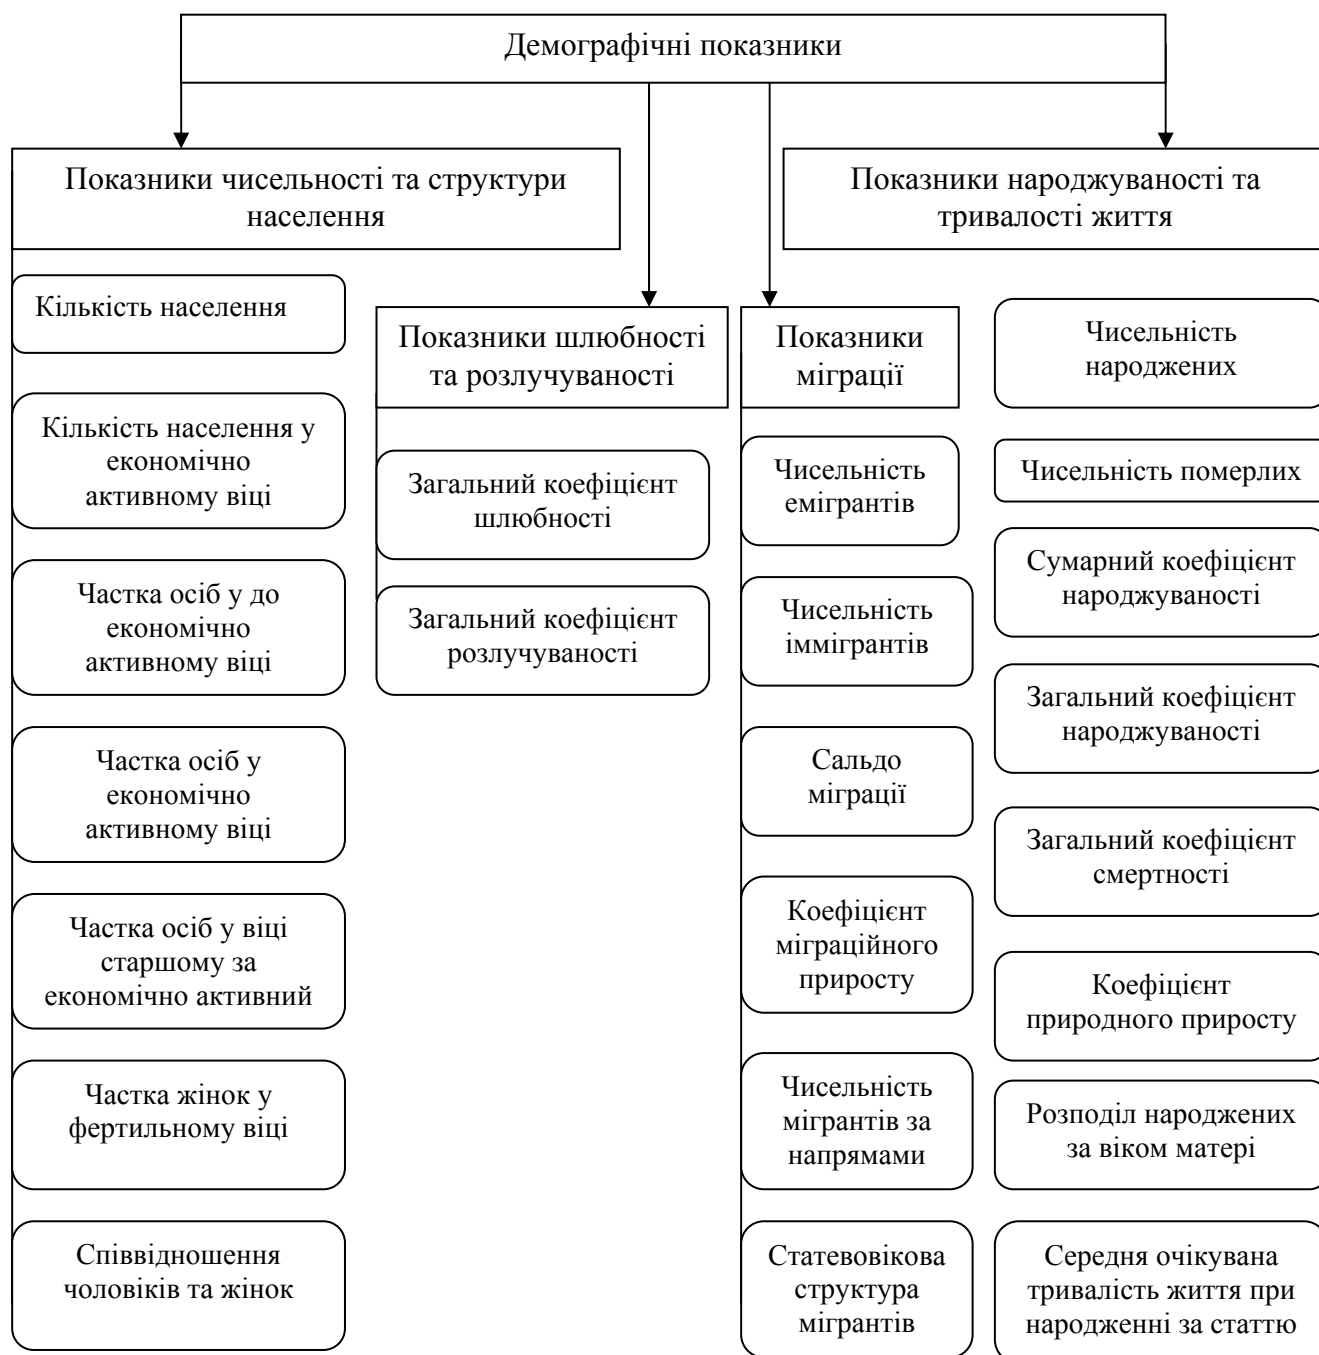 Демографічні показники
Показники чисельності та структури
населення
Кількість населення
Кількість населення у
економічно
активному віці
Частка осіб у до
економічно
активному віці
Частка осіб у
економічно
активному віці
Частка осіб у віці
старшому за
економічно активний
Частка жінок у
фертильному віці
Співвідношення
чоловіків та жінок
Показники шлюбності
та розлучуваності
Загальний коефіцієнт
шлюбності
Загальний коефіцієнт
розлучуваності
Показники
міграції
Чисельність
емігрантів
Чисельність
іммігрантів
Сальдо
міграції
Коефіцієнт
міграційного
приросту
Чисельність
мігрантів за
напрямами
Статевовікова
структура
мігрантів
Показники народжуваності та
тривалості життя
Чисельність
народжених
Чисельність померлих
Сумарний коефіцієнт
народжуваності
Загальний коефіцієнт
народжуваності
Загальний коефіцієнт
смертності
Коефіцієнт
природного приросту
Розподіл народжених
за віком матері
Середня очікувана
тривалість життя при
народженні за статтю